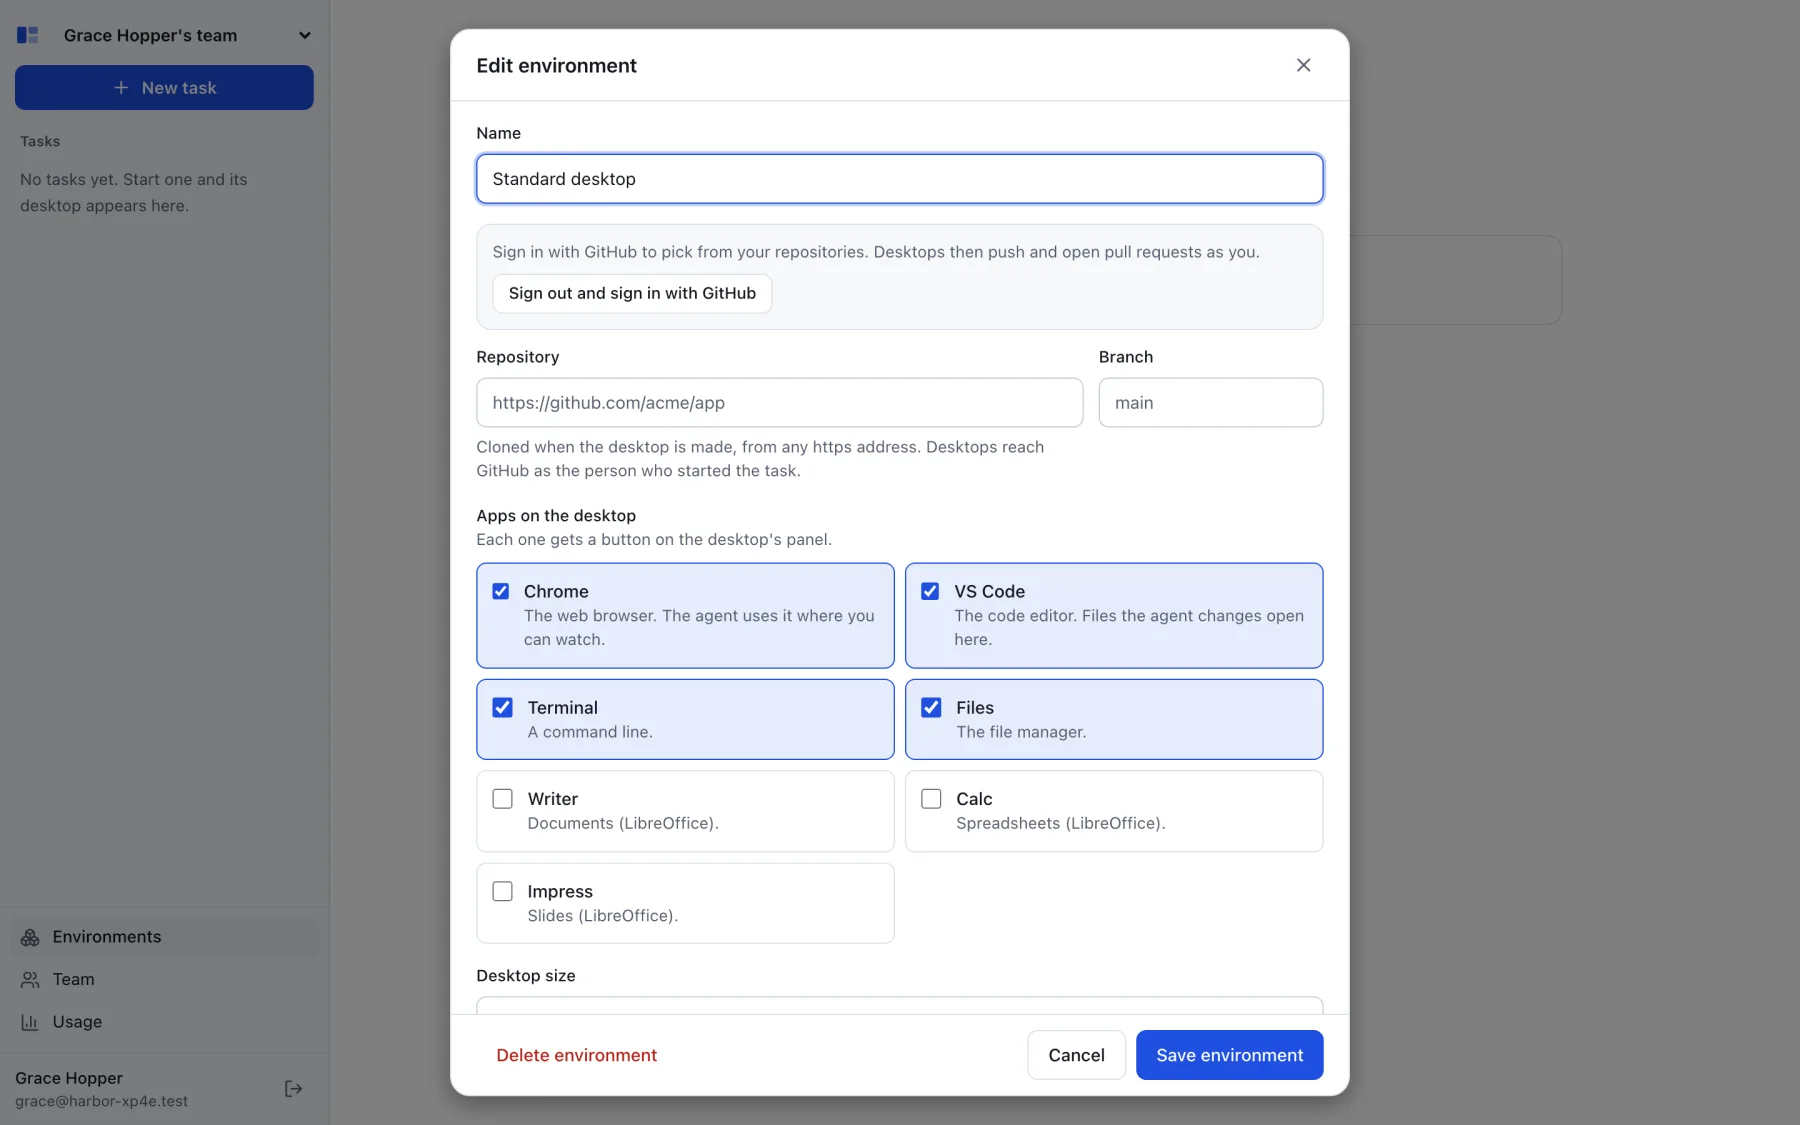 Grace Hopper's team
New task
Tasks
No tasks yet. Start one and its
desktop appears here.
Environments
Team
Usage
Grace Hopper
grace@harbor-xp4e.test
Edit environment
Name
Standard desktop
Sign in with GitHub to pick from your repositories. Desktops then push and open pull requests as you.
Sign out and sign in with GitHub
Repository
Branch
https://github.com/acme/app
main
Cloned when the desktop is made, from any https address. Desktops reach
GitHub as the person who started the task.
Apps on the desktop
Each one gets a button on the desktop's panel.
Chrome
The web browser. The agent uses it where you
can watch.
VS Code
The code editor. Files the agent changes open
here.
Terminal
A command line.
Files
The file manager.
Writer
Documents (LibreOffice).
Calc
Spreadsheets (LibreOffice).
Impress
Slides (LibreOffice).
Desktop size
Delete environment
Cancel
Save environment